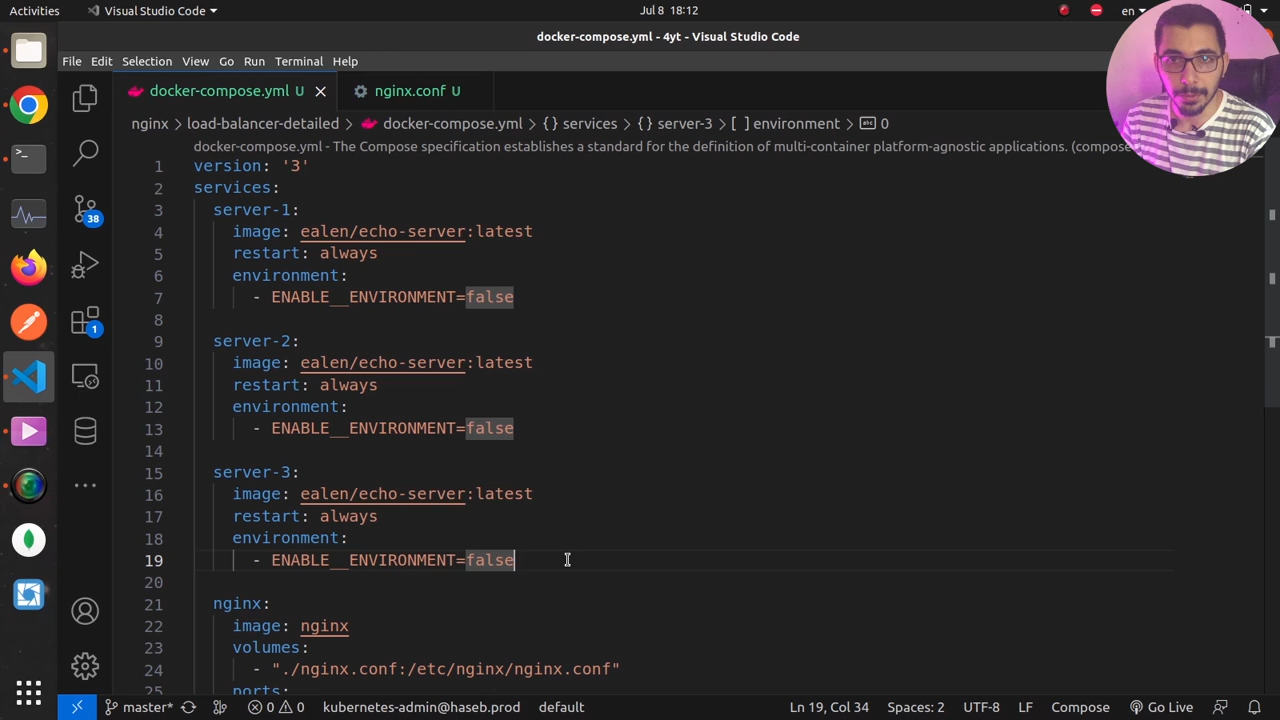 Activities
Visual Studio Code
Jul 8 18:12
en
docker-compose.yml - 4yt - Visual Studio Code
File Edit Selection View Go Run Terminal Help
docker-compose.yml U
nginx.conf U
nginx > load-balancer-detailed > docker-compose.yml > {} services > {} server-3 > [ ] environment > abc 0
docker-compose.yml - The Compose specification establishes a standard for the definition of multi-container platform-agnostic applications. (compose
1 version: '3'
2 services:
3 server-1:
4 image: ealen/echo-server:latest
5 restart: always
6 environment:
7 - ENABLE__ENVIRONMENT=false
8
9 server-2:
10 image: ealen/echo-server:latest
11 restart: always
12 environment:
13 - ENABLE__ENVIRONMENT=false
14
15 server-3:
16 image: ealen/echo-server:latest
17 restart: always
18 environment:
19 - ENABLE__ENVIRONMENT=false
20
21 nginx:
22 image: nginx
23 volumes:
24 - "./nginx.conf:/etc/nginx/nginx.conf"
25 ports:
38
1
master*
0 0
kubernetes-admin@haseb.prod
default
Ln 19, Col 34
Spaces: 2
UTF-8
LF
Compose
Go Live